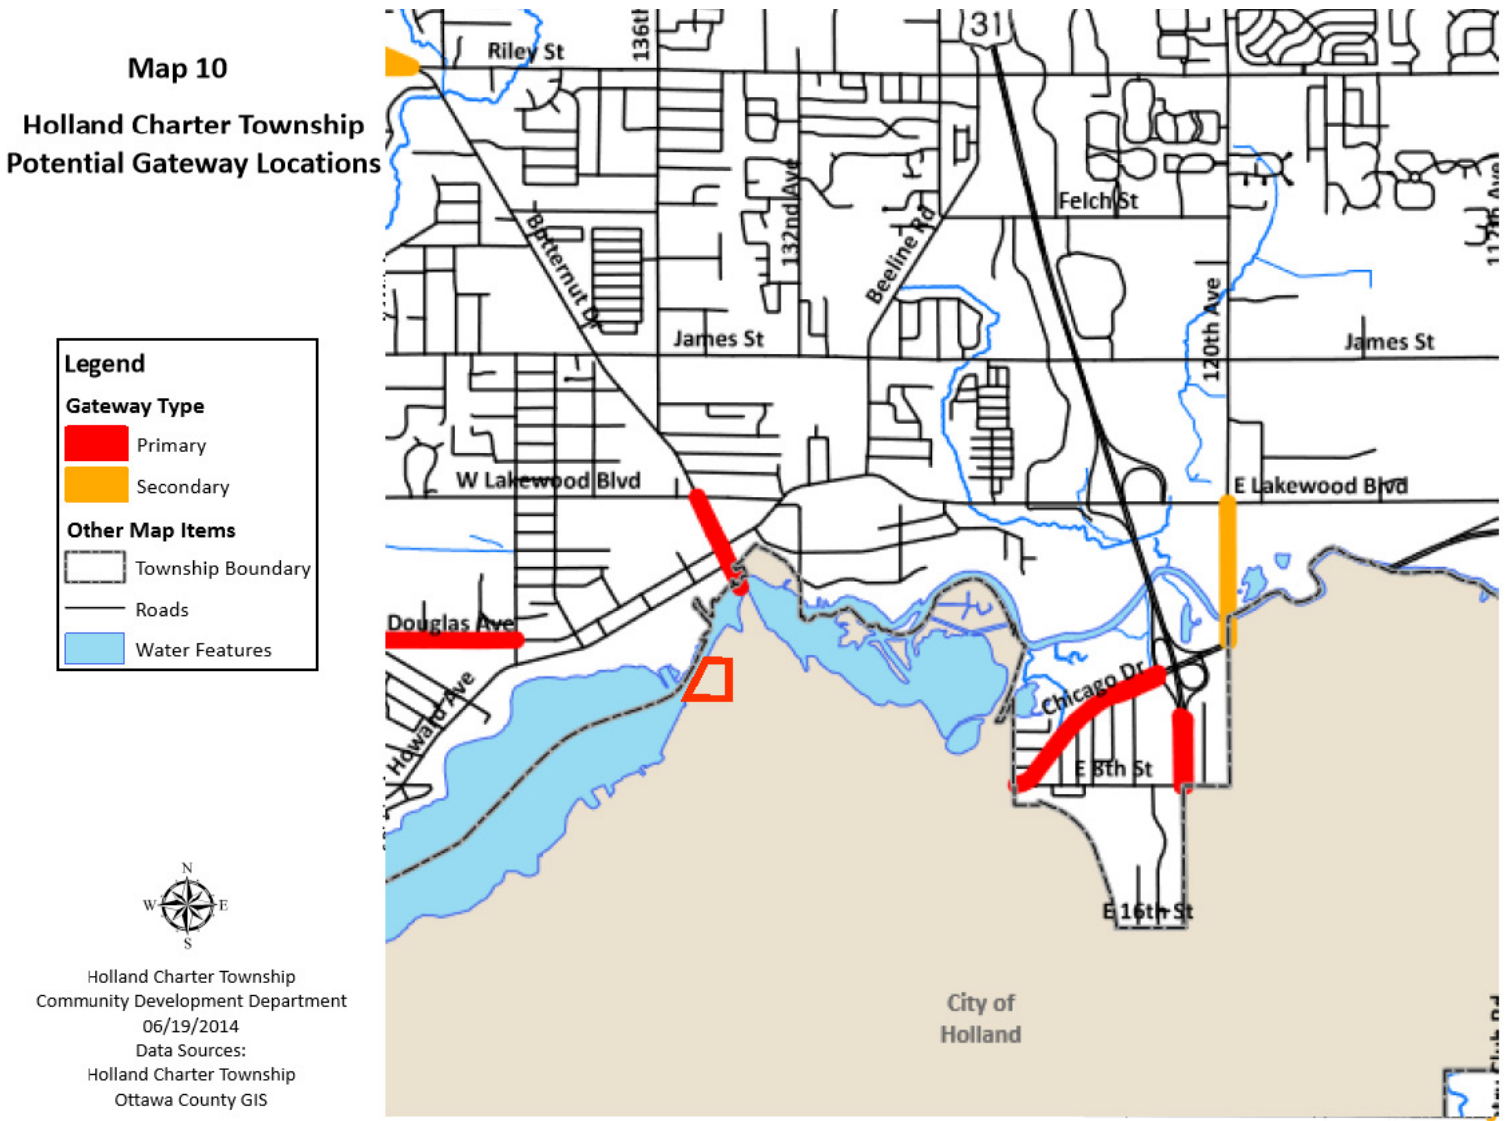 Map 10
Holland Charter Township
Potential Gateway Locations
Legend
Gateway Type
Primary
Secondary
Other Map Items
Township Boundary
Roads
Water Features
N
W
E
S
Holland Charter Township
Community Development Department
06/19/2014
Data Sources:
Holland Charter Township
Ottawa County GIS
31
Riley St
136th
132nd Ave
Beeline Rd
Felch St
Butternut Dr
120th Ave
James St
James St
W Lakewood Blvd
E Lakewood Blvd
Douglas Ave
Howard Ave
Chicago Dr
E 8th St
E 16th St
City of
Holland